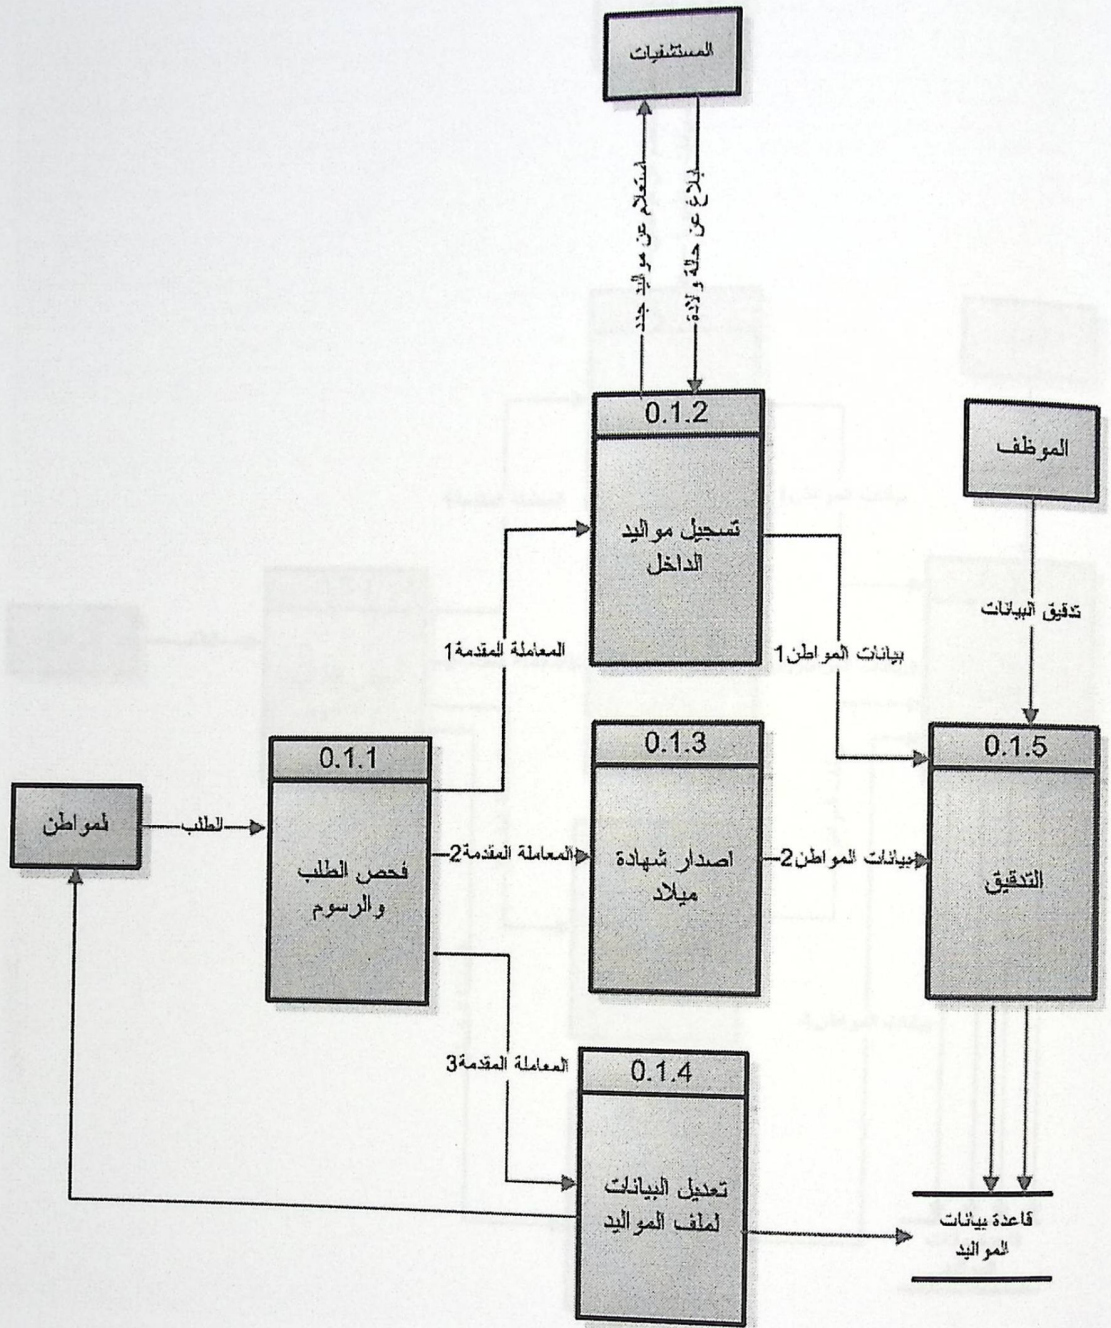 المستشفيات
استعلام عن مواليد جدد
إبلاغ عن حالة ولادة
0.1.2
تسجيل مواليد
الداخل
الموظف
تدقيق البيانات
المعاملة المقدمة1
بيانات المواطن1
0.1.1
فحص الطلب
والرسوم
0.1.3
اصدار شهادة
ميلاد
0.1.5
التدقيق
المواطن
الطلب
المعاملة المقدمة2
بيانات المواطن2
المعاملة المقدمة3
0.1.4
تعديل البيانات
لملف المواليد
قاعدة بيانات
المواليد